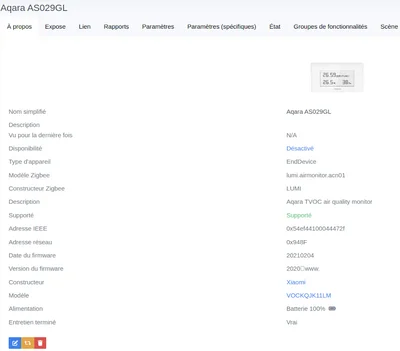 Aqara AS029GL
À propos Expose Lien Rapports Paramètres Paramètres (spécifiques) État Groupes de fonctionnalités Scène
Nom simplifié Aqara AS029GL
Description
Vu pour la dernière fois N/A
Disponibilité Désactivé
Type d'appareil EndDevice
Modèle Zigbee lumi.airmonitor.acn01
Constructeur Zigbee LUMI
Description Aqara TVOC air quality monitor
Supporté Supporté
Adresse IEEE 0x54ef44100044472f
Adresse réseau 0x948F
Date du firmware 20210204
Version du firmware 2020□www
Constructeur Xiaomi
Modèle VOCKQJK11LM
Alimentation Batterie 100%
Entretien terminé Vrai